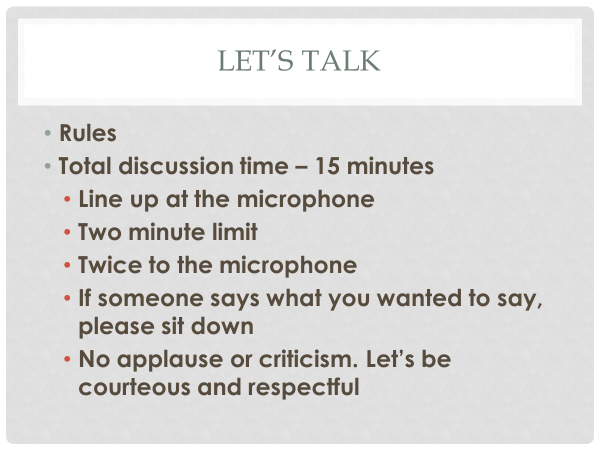 LET’S TALK
• Rules
• Total discussion time – 15 minutes
• Line up at the microphone
• Two minute limit
• Twice to the microphone
• If someone says what you wanted to say,
please sit down
• No applause or criticism. Let’s be
courteous and respectful